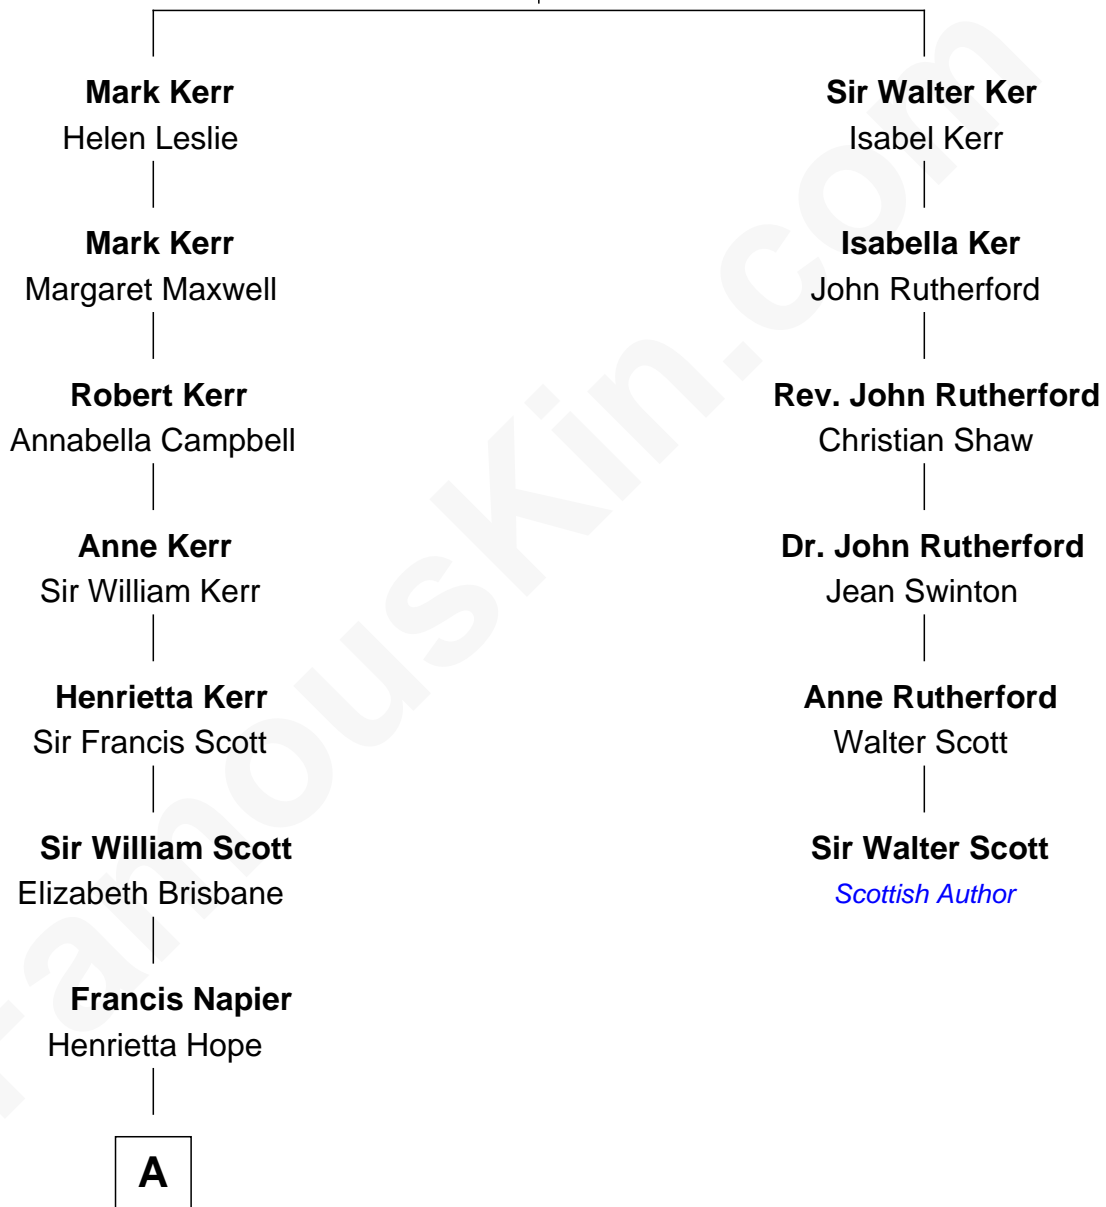 Mark Kerr
Helen Leslie
Mark Kerr
Margaret Maxwell
Robert Kerr
Annabella Campbell
Anne Kerr
Sir William Kerr
Henrietta Kerr
Sir Francis Scott
Sir William Scott
Elizabeth Brisbane
Francis Napier
Henrietta Hope
A
Sir Walter Ker
Isabel Kerr
Isabella Ker
John Rutherford
Rev. John Rutherford
Christian Shaw
Dr. John Rutherford
Jean Swinton
Anne Rutherford
Walter Scott
Sir Walter Scott
Scottish Author
FamousKin.com